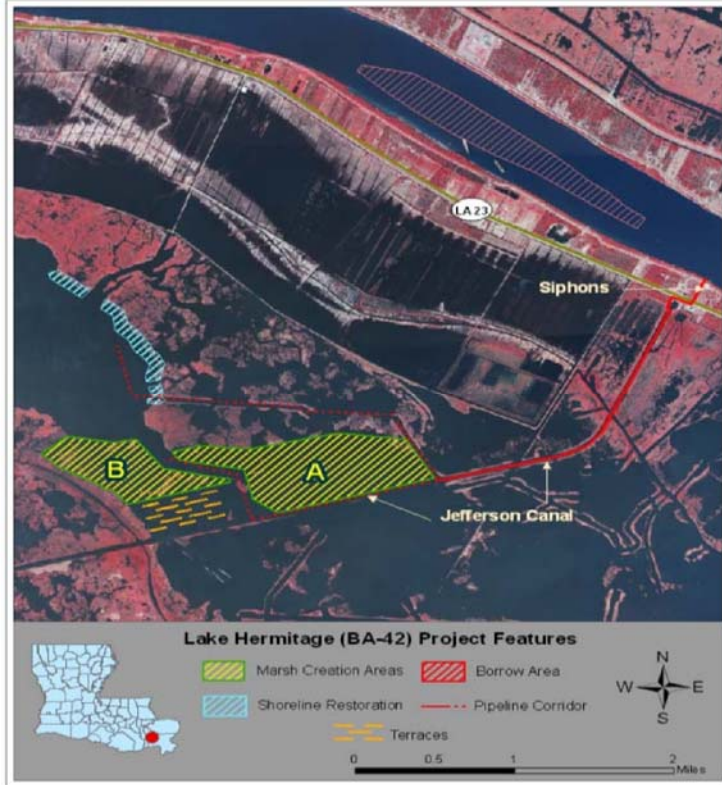 LA 23
Siphons
B
A
Jefferson Canal
Lake Hermitage (BA-42) Project Features
Marsh Creation Areas
Borrow Area
Shoreline Restoration
Pipeline Corridor
Terraces
N
W
E
S
0
0.5
1
2
Miles